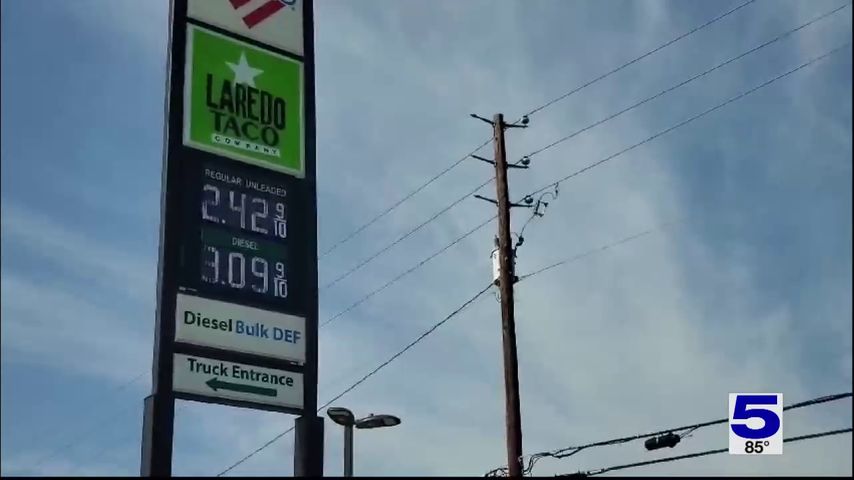 LAREDO
TACO
COMPANY
REGULAR UNLEADED
2.42 9/10
DIESEL
3.09 9/10
Diesel Bulk DEF
Truck Entrance
5
85°